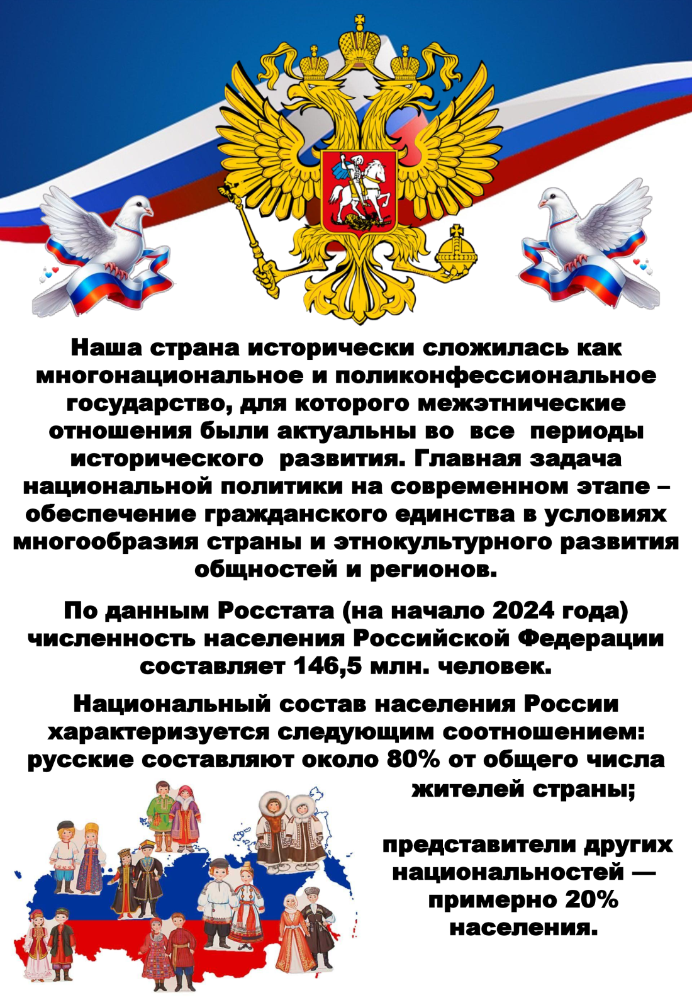 Наша страна исторически сложилась как
многонациональное и поликонфессиональное
государство, для которого межэтнические
отношения были актуальны во все периоды
исторического развития. Главная задача
национальной политики на современном этапе –
обеспечение гражданского единства в условиях
многообразия страны и этнокультурного развития
общностей и регионов.
По данным Росстата (на начало 2024 года)
численность населения Российской Федерации
составляет 146,5 млн. человек.
Национальный состав населения России
характеризуется следующим соотношением:
русские составляют около 80% от общего числа
жителей страны;
представители других
национальностей —
примерно 20%
населения.